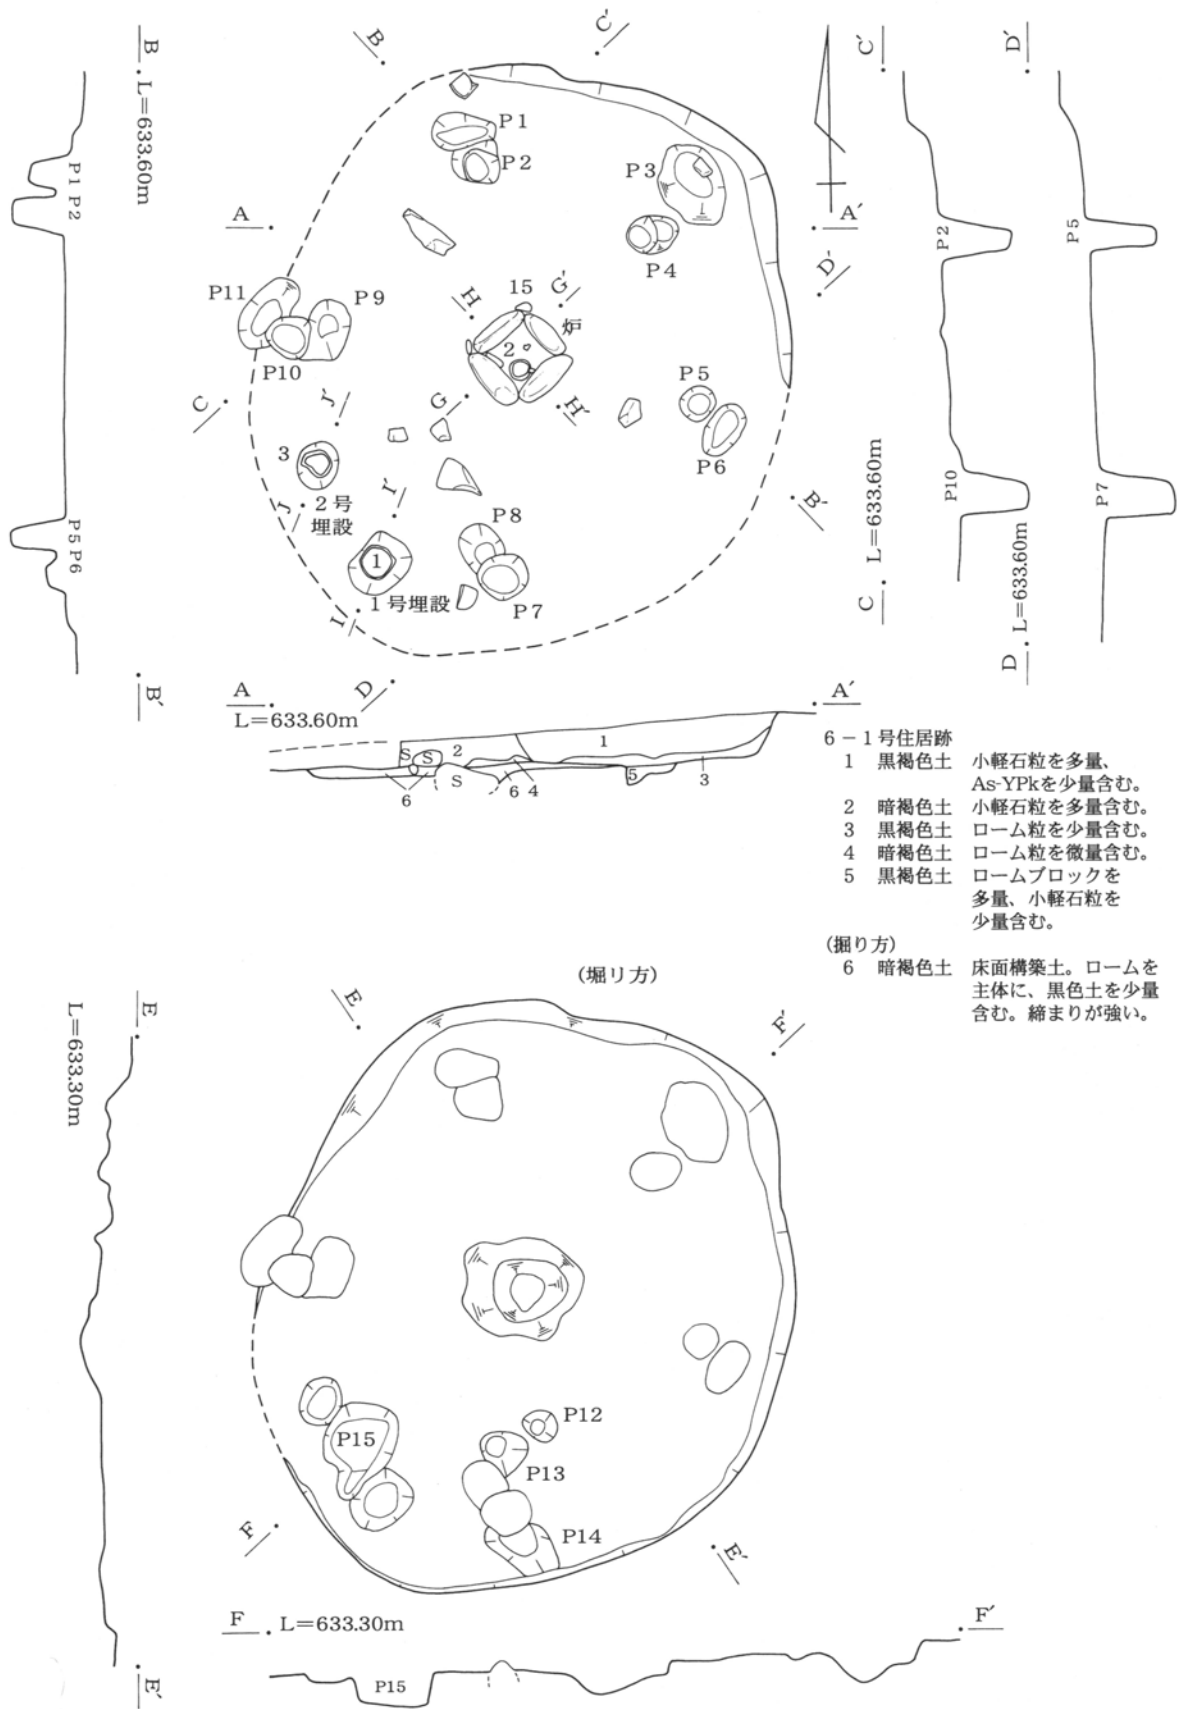 B
L=633.60m
P1 P2
P5 P6
B′
B
C′
P1
P2
P3
P4
A
A′
D′
P11
P9
P10
H
15
G′
炉
2
C
J′
G
H′
P5
P6
3
J
2号
埋設
I′
B′
P8
1
1号埋設
P7
I
D
C′
P2
P10
L=633.60m
C
D′
P5
P7
L=633.60m
D
A
L=633.60m
A′
S
S
2
1
S
6
6
4
5
3
6-1号住居跡
1 黒褐色土 小軽石粒を多量、
As-YPkを少量含む。
2 暗褐色土 小軽石粒を多量含む。
3 黒褐色土 ローム粒を少量含む。
4 暗褐色土 ローム粒を微量含む。
5 黒褐色土 ロームブロックを
多量、小軽石粒を
少量含む。
(掘り方)
6 暗褐色土 床面構築土。ロームを
主体に、黒色土を少量
含む。締まりが強い。
(堀リ方)
E
L=633.30m
E′
E
F′
P12
P15
P13
P14
F
E′
F
L=633.30m
F′
P15